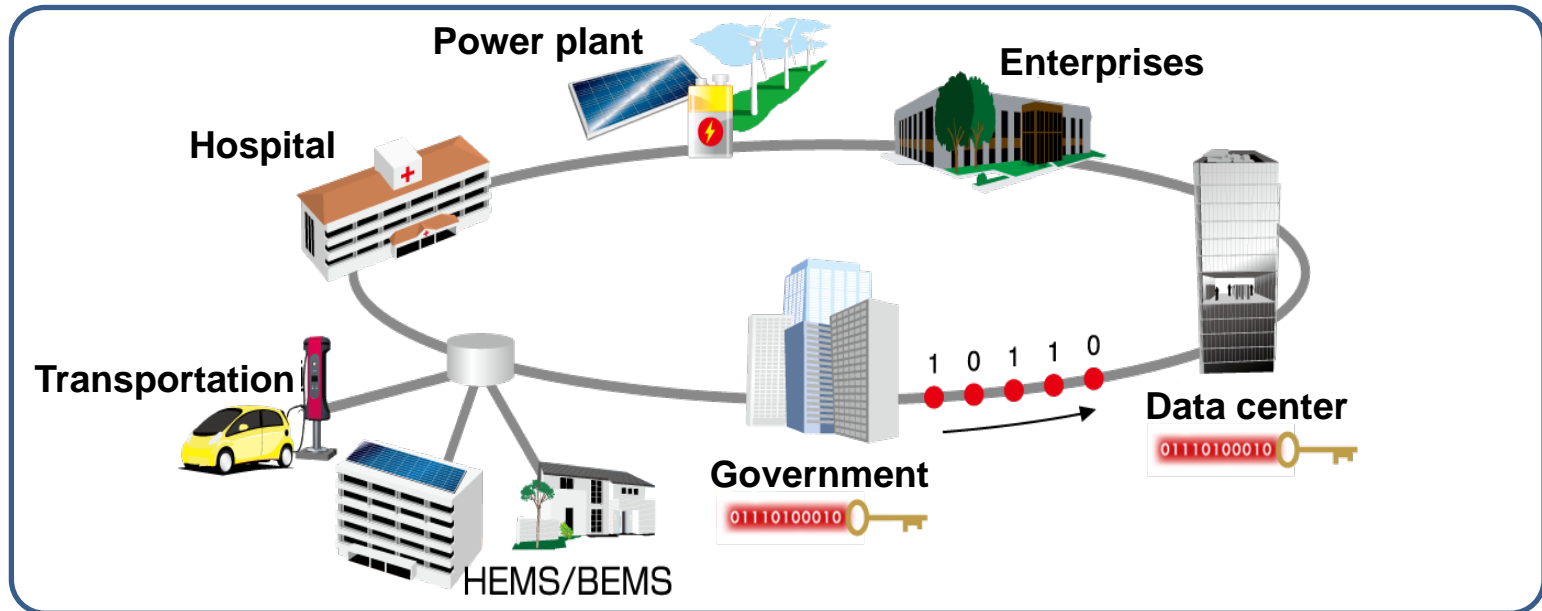 Power plant
Enterprises
Hospital
1 0 1 1 0
Transportation
Data center
01110100010
Government
01110100010
HEMS/BEMS